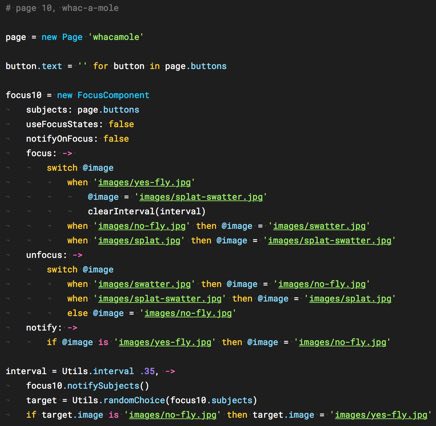 # page 10, whac-a-mole
page = new Page 'whacamole'
button.text = '' for button in page.buttons
focus10 = new FocusComponent
subjects: page.buttons
useFocusStates: false
notifyOnFocus: false
focus: ->
switch @image
when 'images/yes-fly.jpg'
@image = 'images/splat-swatter.jpg'
clearInterval(interval)
when 'images/no-fly.jpg' then @image = 'images/swatter.jpg'
when 'images/splat.jpg' then @image = 'images/splat-swatter.jpg'
unfocus: ->
switch @image
when 'images/swatter.jpg' then @image = 'images/no-fly.jpg'
when 'images/splat-swatter.jpg' then @image = 'images/splat.jpg'
else @image = 'images/no-fly.jpg'
notify: ->
if @image is 'images/yes-fly.jpg' then @image = 'images/no-fly.jpg'
interval = Utils.interval .35, ->
focus10.notifySubjects()
target = Utils.randomChoice(focus10.subjects)
if target.image is 'images/no-fly.jpg' then target.image = 'images/yes-fly.jpg'